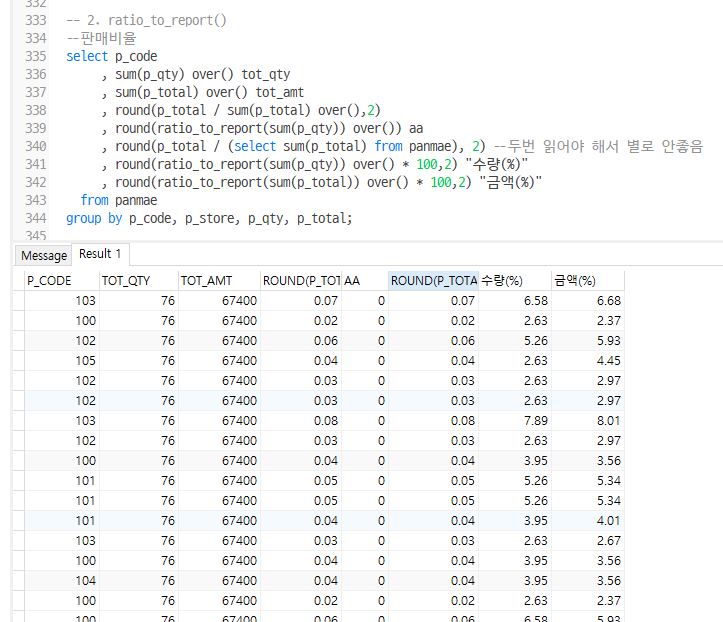 332
333 -- 2. ratio_to_report()
334 --판매비율
335 select p_code
336 , sum(p_qty) over() tot_qty
337 , sum(p_total) over() tot_amt
338 , round(p_total / sum(p_total) over(),2)
339 , round(ratio_to_report(sum(p_qty)) over()) aa
340 , round(p_total / (select sum(p_total) from panmae), 2) --두번 읽어야 해서 별로 안좋음
341 , round(ratio_to_report(sum(p_qty)) over() * 100,2) "수량(%)"
342 , round(ratio_to_report(sum(p_total)) over() * 100,2) "금액(%)"
343 from panmae
344 group by p_code, p_store, p_qty, p_total;
345
Message Result 1
P_CODE TOT_QTY TOT_AMT ROUND(P_TOT AA ROUND(P_TOTA 수량(%) 금액(%)
103 76 67400 0.07 0 0.07 6.58 6.68
100 76 67400 0.02 0 0.02 2.63 2.37
102 76 67400 0.06 0 0.06 5.26 5.93
105 76 67400 0.04 0 0.04 2.63 4.45
102 76 67400 0.03 0 0.03 2.63 2.97
102 76 67400 0.03 0 0.03 2.63 2.97
103 76 67400 0.08 0 0.08 7.89 8.01
102 76 67400 0.03 0 0.03 2.63 2.97
100 76 67400 0.04 0 0.04 3.95 3.56
101 76 67400 0.05 0 0.05 5.26 5.34
101 76 67400 0.05 0 0.05 5.26 5.34
101 76 67400 0.04 0 0.04 3.95 4.01
103 76 67400 0.03 0 0.03 2.63 2.67
100 76 67400 0.04 0 0.04 3.95 3.56
104 76 67400 0.04 0 0.04 3.95 3.56
100 76 67400 0.02 0 0.02 2.63 2.37
102 76 67400 0.06 0 0.06 6.58 5.93